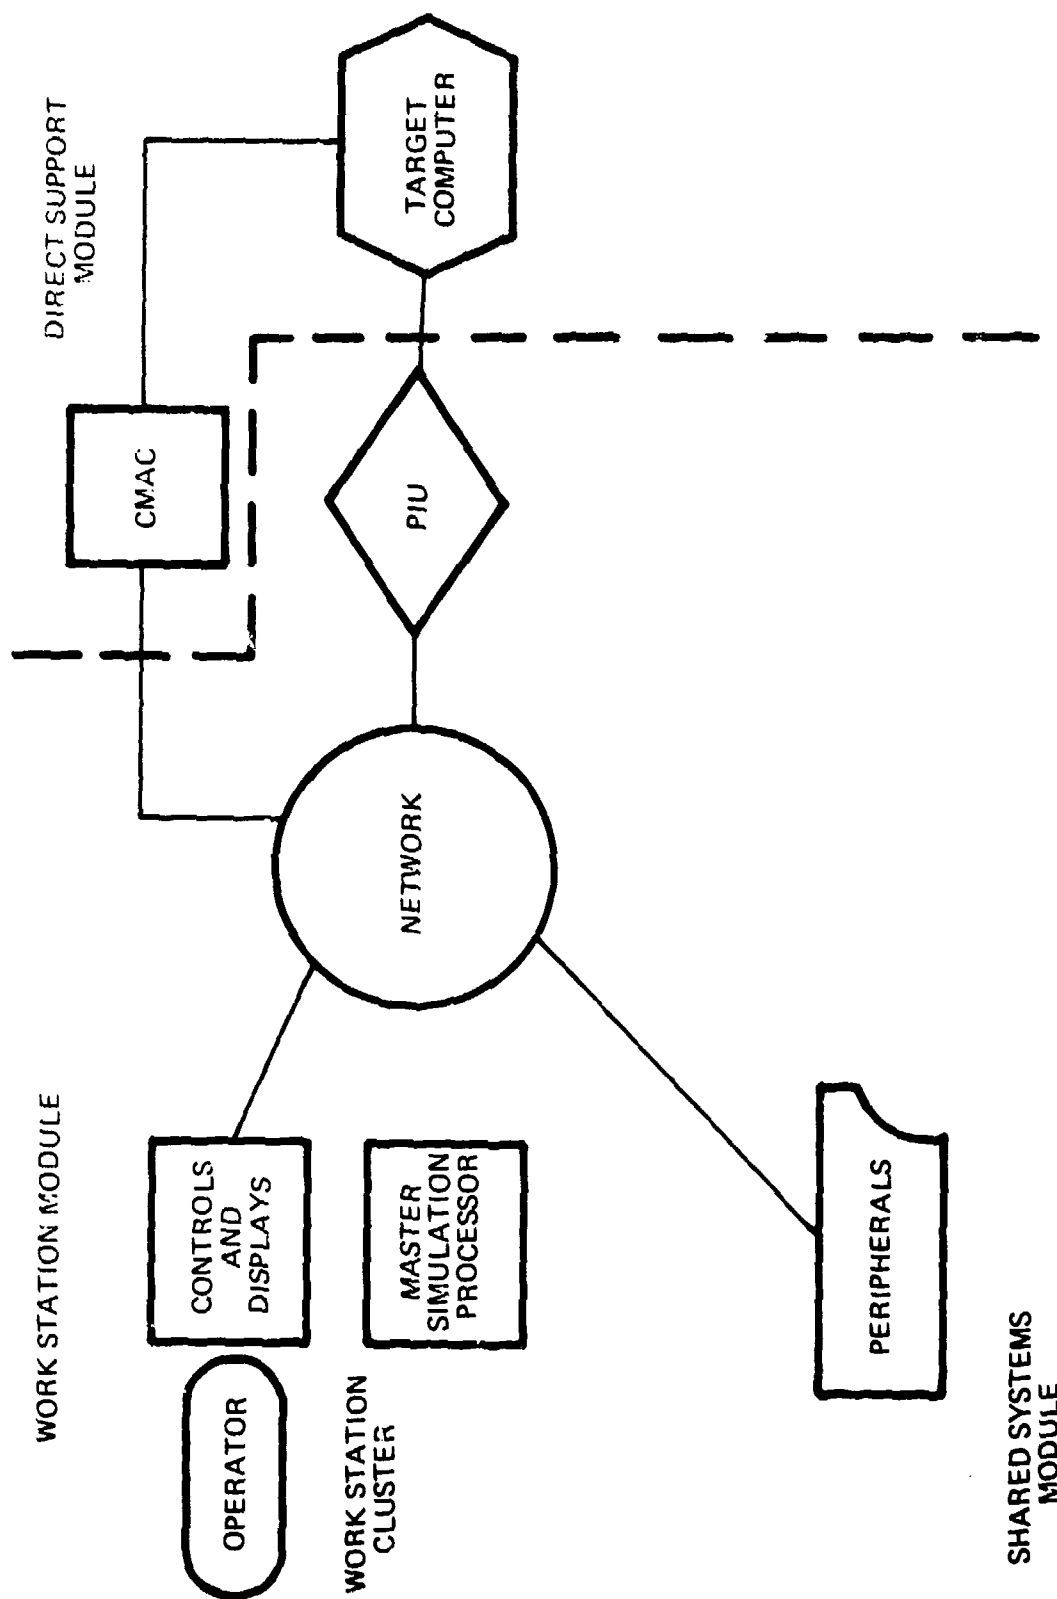 WORK STATION MODULE
DIRECT SUPPORT
MODULE
CMAC
OPERATOR
CONTROLS
AND
DISPLAYS
WORK STATION
CLUSTER
MASTER
SIMULATION
PROCESSOR
NETWORK
PIU
TARGET
COMPUTER
PERIPHERALS
SHARED SYSTEMS
MODULE